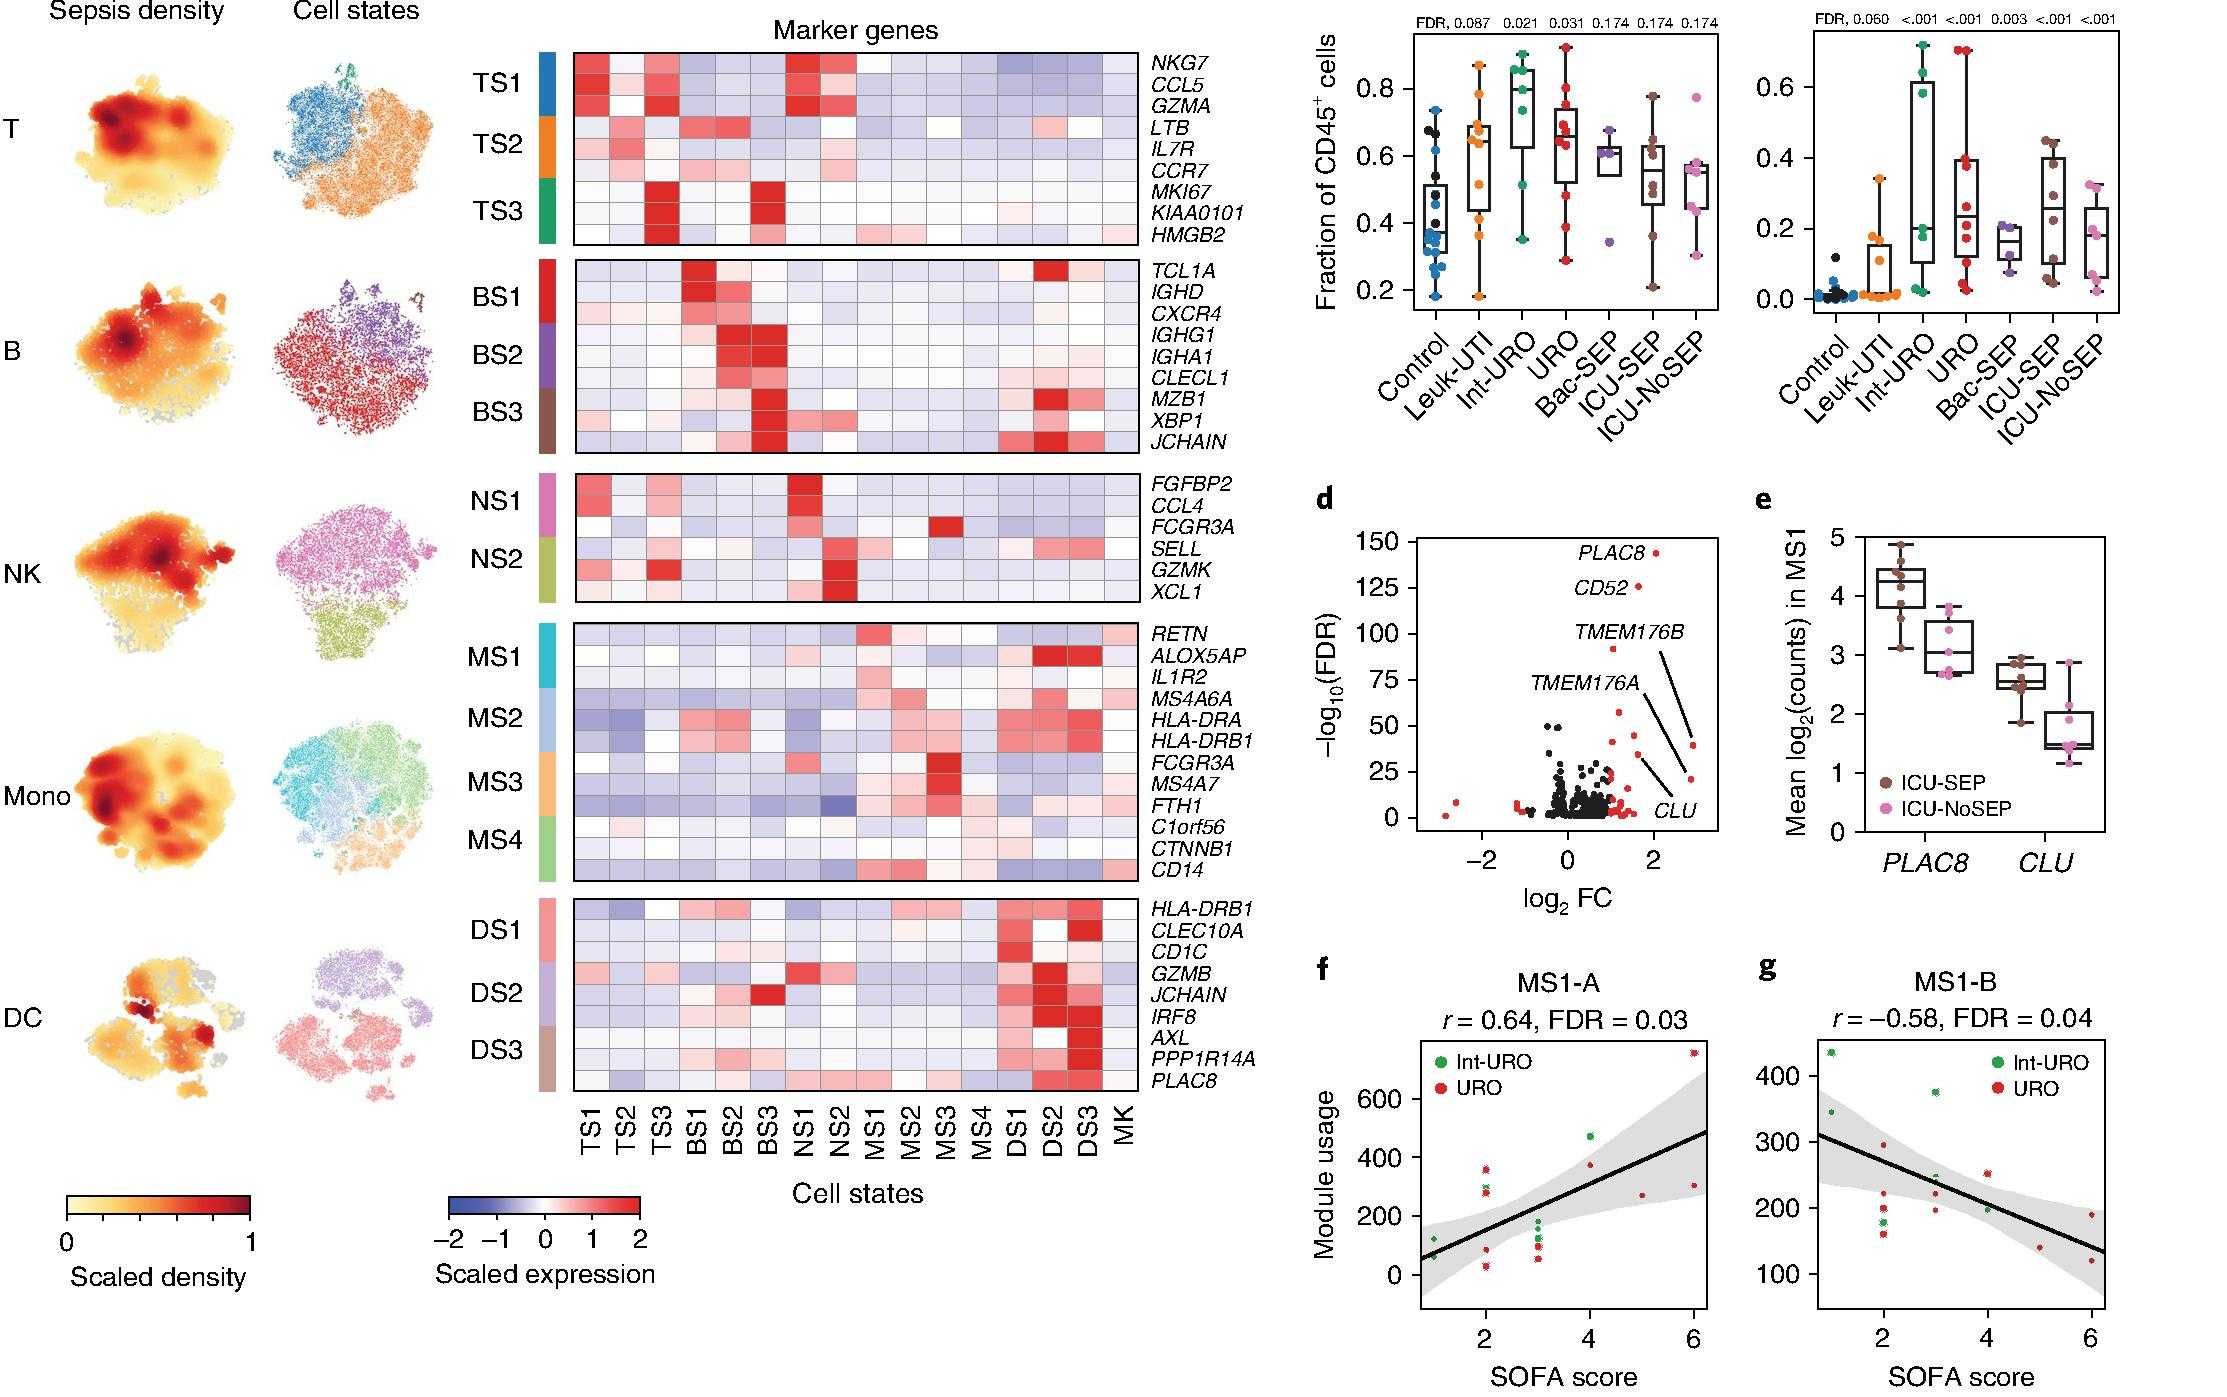 Sepsis density
Cell states
Marker genes
T
B
NK
Mono
DC
TS1
TS2
TS3
NKG7
CCL5
GZMA
LTB
IL7R
CCR7
MKI67
KIAA0101
HMGB2
BS1
BS2
BS3
TCL1A
IGHD
CXCR4
IGHG1
IGHA1
CLECL1
MZB1
XBP1
JCHAIN
NS1
NS2
FGFBP2
CCL4
FCGR3A
SELL
GZMK
XCL1
MS1
MS2
MS3
MS4
RETN
ALOX5AP
IL1R2
MS4A6A
HLA-DRA
HLA-DRB1
FCGR3A
MS4A7
FTH1
C1orf56
CTNNB1
CD14
DS1
DS2
DS3
HLA-DRB1
CLEC10A
CD1C
GZMB
JCHAIN
IRF8
AXL
PPP1R14A
PLAC8
TS1 TS2 TS3 BS1 BS2 BS3 NS1 NS2 MS1 MS2 MS3 MS4 DS1 DS2 DS3 MK
Cell states
0 1
Scaled density
−2 −1 0 1 2
Scaled expression
FDR, 0.087 0.021 0.031 0.174 0.174 0.174
Fraction of CD45+ cells
0.8
0.6
0.4
0.2
Control Leuk-UTI Int-URO URO Bac-SEP ICU-SEP ICU-NoSEP
FDR, 0.060 <.001 <.001 0.003 <.001 <.001
0.6
0.4
0.2
0.0
Control Leuk-UTI Int-URO URO Bac-SEP ICU-SEP ICU-NoSEP
d
−log10(FDR)
150
125
100
75
50
25
0
PLAC8
CD52
TMEM176B
TMEM176A
CLU
−2 0 2
log2 FC
e
Mean log2(counts) in MS1
5
4
3
2
1
0
ICU-SEP
ICU-NoSEP
PLAC8 CLU
f
MS1-A
r = 0.64, FDR = 0.03
Int-URO
URO
Module usage
600
400
200
0
2 4 6
SOFA score
g
MS1-B
r = −0.58, FDR = 0.04
Int-URO
URO
400
300
200
100
2 4 6
SOFA score